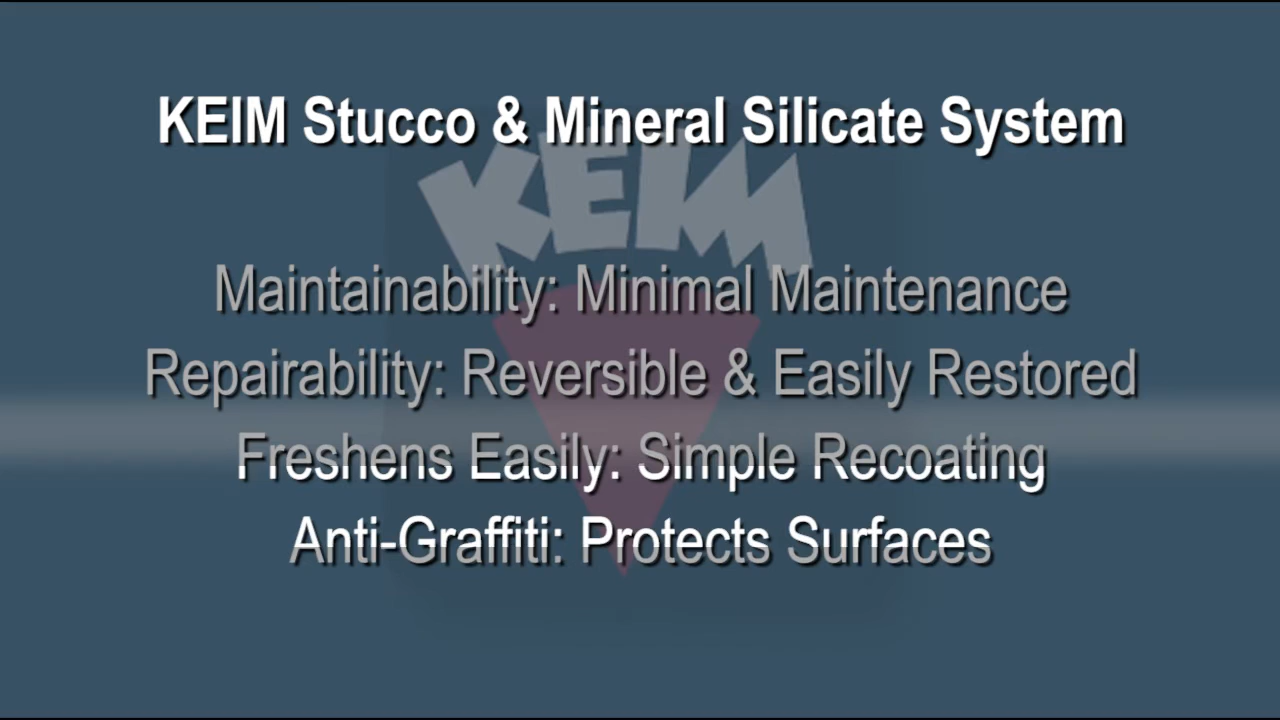 KEIM Stucco & Mineral Silicate System
KEIM
Maintainability: Minimal Maintenance
Repairability: Reversible & Easily Restored
Freshens Easily: Simple Recoating
Anti-Graffiti: Protects Surfaces